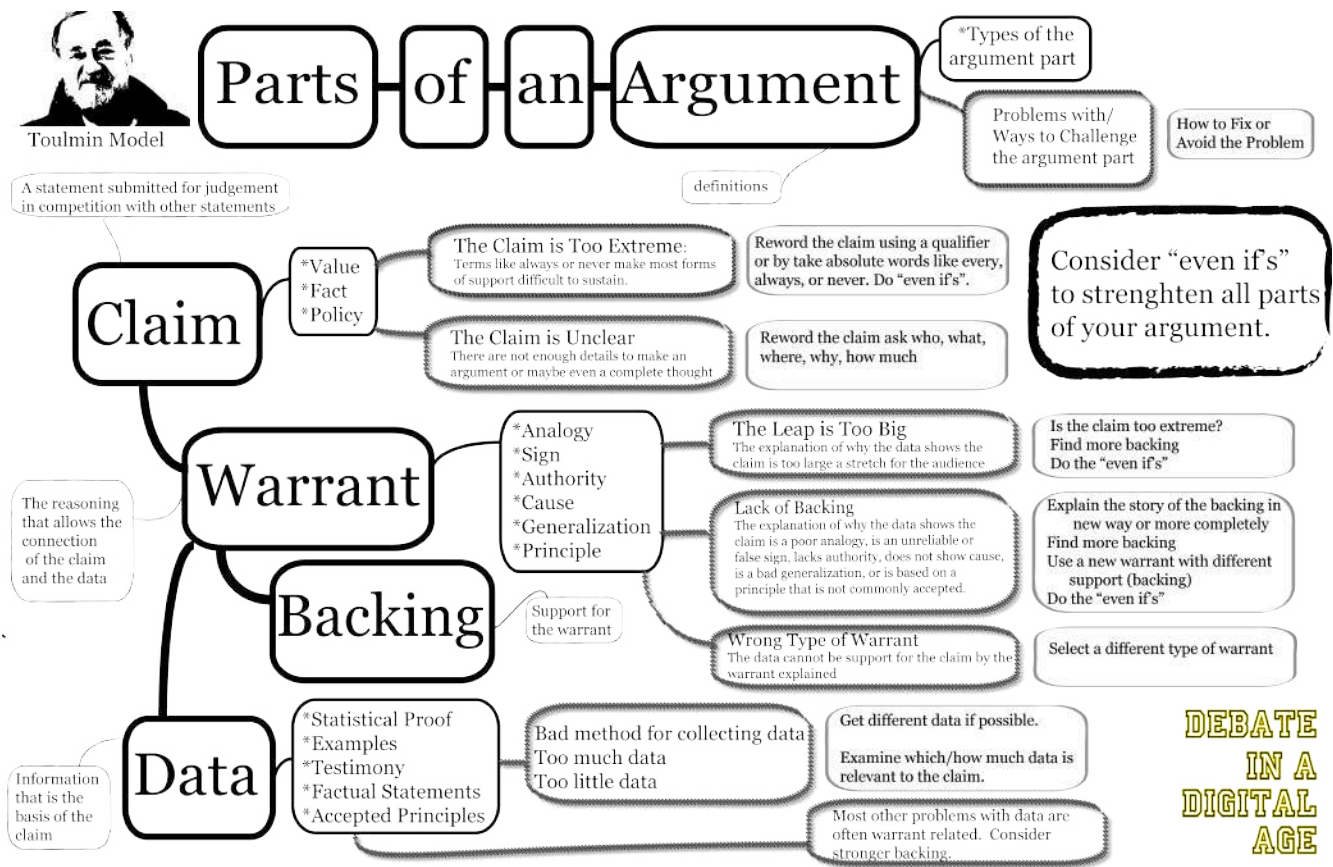 Parts of an Argument
Toulmin Model
*Types of the
argument part
Problems with/
Ways to Challenge
the argument part
How to Fix or
Avoid the Problem
definitions
A statement submitted for judgement
in competition with other statements
Claim
*Value
*Fact
*Policy
The Claim is Too Extreme:
Terms like always or never make most forms
of support difficult to sustain.
Reword the claim using a qualifier
or by take absolute words like every,
always, or never. Do "even if's".
The Claim is Unclear
There are not enough details to make an
argument or maybe even a complete thought
Reword the claim ask who, what,
where, why, how much
Consider "even if's"
to strenghten all parts
of your argument.
Warrant
The reasoning
that allows the
connection
of the claim
and the data
*Analogy
*Sign
*Authority
*Cause
*Generalization
*Principle
The Leap is Too Big
The explanation of why the data shows the
claim is too large a stretch for the audience
Is the claim too extreme?
Find more backing
Do the "even if's"
Lack of Backing
The explanation of why the data shows the
claim is a poor analogy, is an unreliable or
false sign, lacks authority, does not show cause,
is a bad generalization, or is based on a
principle that is not commonly accepted.
Explain the story of the backing in
new way or more completely
Find more backing
Use a new warrant with different
support (backing)
Do the "even if's"
Wrong Type of Warrant
The data cannot be support for the claim by the
warrant explained
Select a different type of warrant
Backing
Support for
the warrant
Data
Information
that is the
basis of the
claim
*Statistical Proof
*Examples
*Testimony
*Factual Statements
*Accepted Principles
Bad method for collecting data
Too much data
Too little data
Get different data if possible.
Examine which/how much data is
relevant to the claim.
Most other problems with data are
often warrant related. Consider
stronger backing.
DEBATE
IN A
DIGITAL
AGE